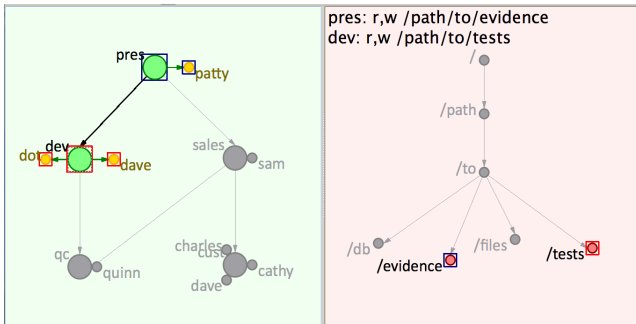 pres
patty
dot
dev
dave
sales
sam
qc
quinn
charles
cust
dave
cathy
pres: r,w /path/to/evidence
dev: r,w /path/to/tests
/
/path
/to
/db
/evidence
/files
/tests